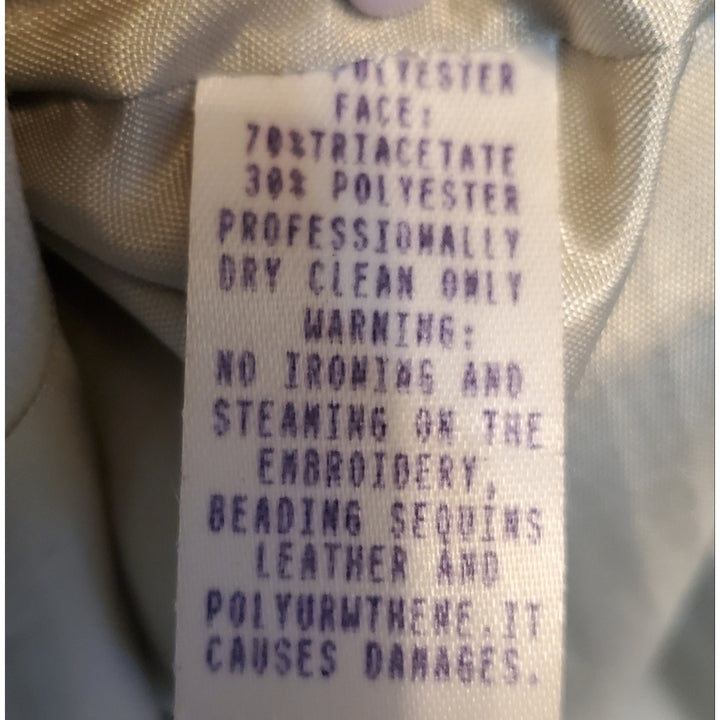 POLYESTER
FACE:
70%TRIACETATE
30% POLYESTER
PROFESSIONALLY
DRY CLEAN ONLY
WARNING:
NO IRONING AND
STEAMING ON THE
EMBROIDERY,
BEADING SEQUINS
LEATHER AND
POLYURWTHENE.IT
CAUSES DAMAGES.